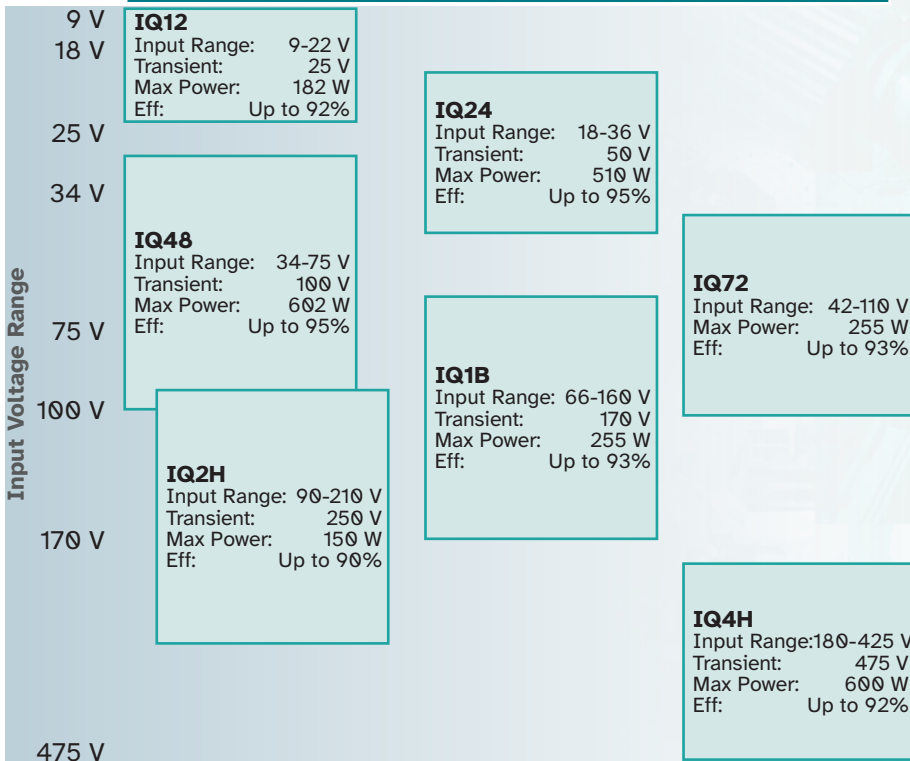 Input Voltage Range
9 V
18 V
25 V
34 V
75 V
100 V
170 V
475 V
IQ12
Input Range: 9-22 V
Transient: 25 V
Max Power: 182 W
Eff: Up to 92%
IQ24
Input Range: 18-36 V
Transient: 50 V
Max Power: 510 W
Eff: Up to 95%
IQ48
Input Range: 34-75 V
Transient: 100 V
Max Power: 602 W
Eff: Up to 95%
IQ72
Input Range: 42-110 V
Max Power: 255 W
Eff: Up to 93%
IQ1B
Input Range: 66-160 V
Transient: 170 V
Max Power: 255 W
Eff: Up to 93%
IQ2H
Input Range: 90-210 V
Transient: 250 V
Max Power: 150 W
Eff: Up to 90%
IQ4H
Input Range:180-425 V
Transient: 475 V
Max Power: 600 W
Eff: Up to 92%